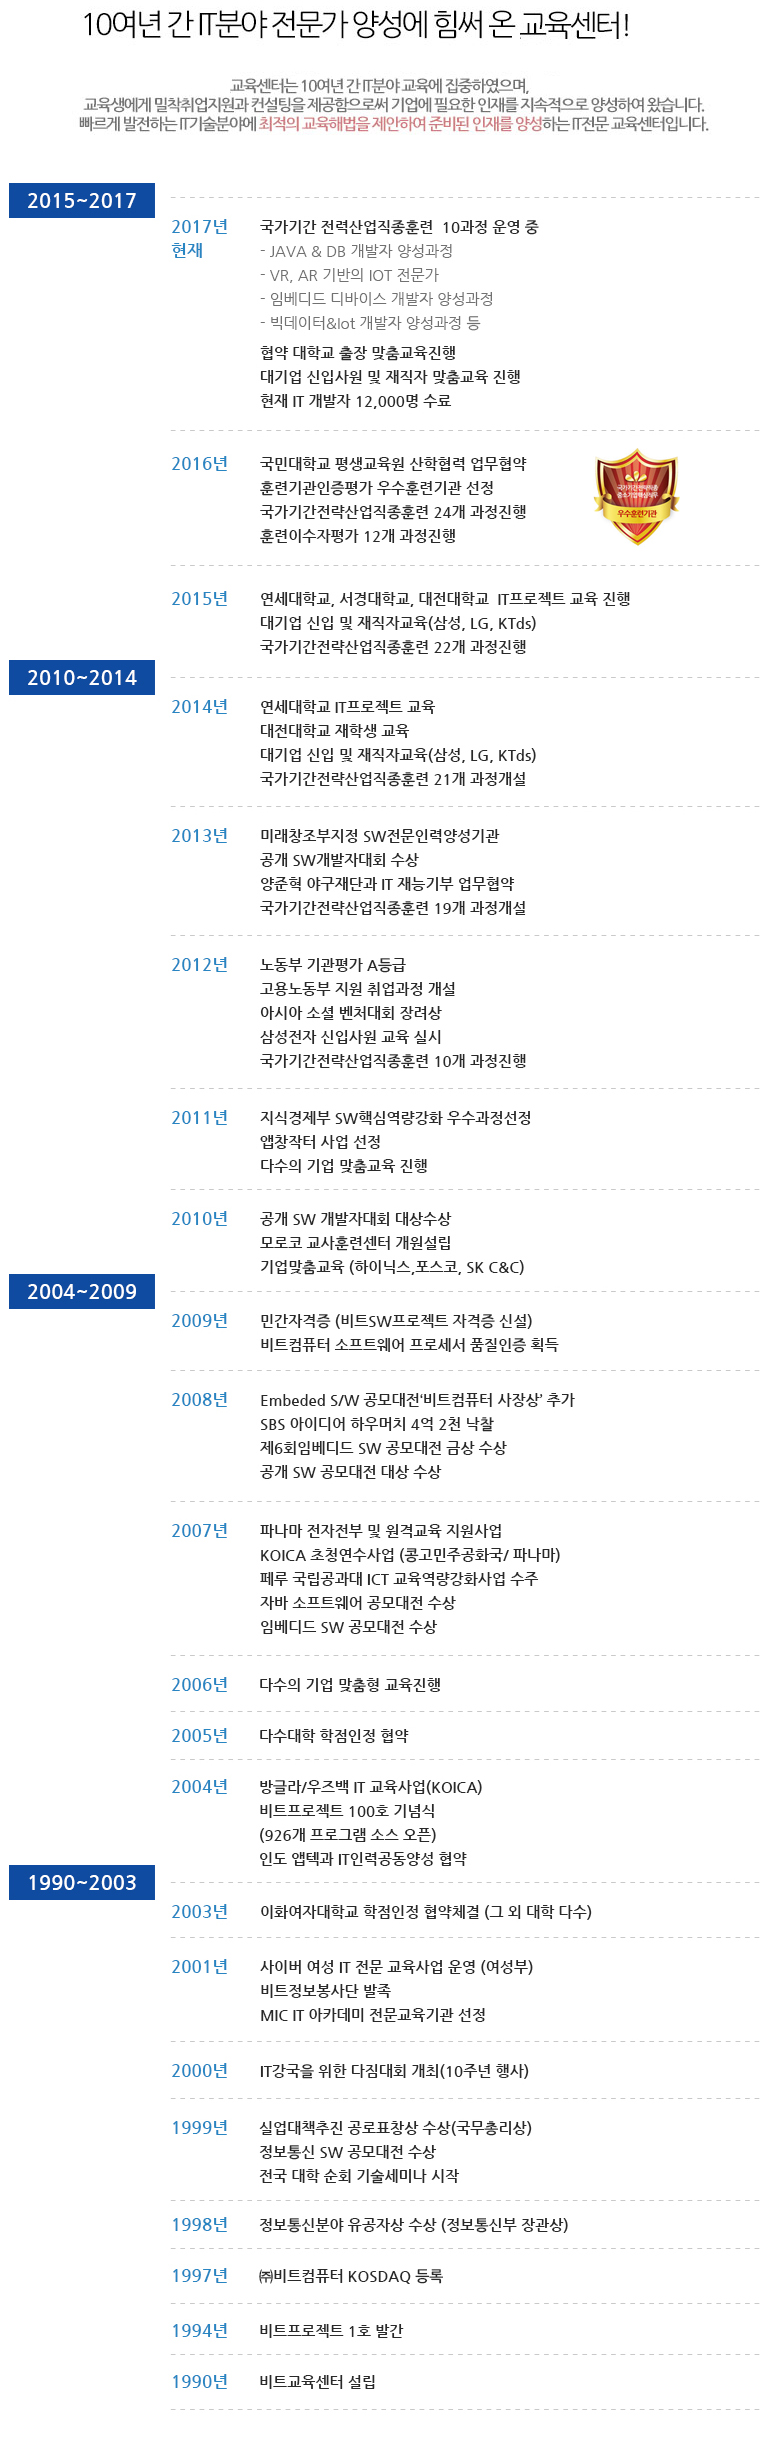 10여년 간 IT분야 전문가 양성에 힘써 온 교육센터!
교육센터는 10여년 간 IT분야 교육에 집중하였으며,
교육생에게 밀착취업지원과 컨설팅을 제공함으로써 기업에 필요한 인재를 지속적으로 양성하여 왔습니다.
빠르게 발전하는 IT기술분야에 최적의 교육해법을 제안하여 준비된 인재를 양성하는 IT전문 교육센터입니다.
2015~2017
2017년 국가기간 전력산업직종훈련 10과정 운영 중
현재 - JAVA & DB 개발자 양성과정
- VR, AR 기반의 IOT 전문가
- 임베디드 디바이스 개발자 양성과정
- 빅데이터&Iot 개발자 양성과정 등
협약 대학교 출장 맞춤교육진행
대기업 신입사원 및 재직자 맞춤교육 진행
현재 IT 개발자 12,000명 수료
2016년 국민대학교 평생교육원 산학협력 업무협약
훈련기관인증평가 우수훈련기관 선정
국가기간전략산업직종훈련 24개 과정진행
훈련이수자평가 12개 과정진행
국가기간전략직종
중소기업핵심직무
우수훈련기관
2015년 연세대학교, 서경대학교, 대전대학교 IT프로젝트 교육 진행
대기업 신입 및 재직자교육(삼성, LG, KTds)
국가기간전략산업직종훈련 22개 과정진행
2010~2014
2014년 연세대학교 IT프로젝트 교육
대전대학교 재학생 교육
대기업 신입 및 재직자교육(삼성, LG, KTds)
국가기간전략산업직종훈련 21개 과정개설
2013년 미래창조부지정 SW전문인력양성기관
공개 SW개발자대회 수상
양준혁 야구재단과 IT 재능기부 업무협약
국가기간전략산업직종훈련 19개 과정개설
2012년 노동부 기관평가 A등급
고용노동부 지원 취업과정 개설
아시아 소셜 벤처대회 장려상
삼성전자 신입사원 교육 실시
국가기간전략산업직종훈련 10개 과정진행
2011년 지식경제부 SW핵심역량강화 우수과정선정
앱창작터 사업 선정
다수의 기업 맞춤교육 진행
2010년 공개 SW 개발자대회 대상수상
모로코 교사훈련센터 개원설립
기업맞춤교육 (하이닉스,포스코, SK C&C)
2004~2009
2009년 민간자격증 (비트SW프로젝트 자격증 신설)
비트컴퓨터 소프트웨어 프로세서 품질인증 획득
2008년 Embeded S/W 공모대전‘비트컴퓨터 사장상’ 추가
SBS 아이디어 하우머치 4억 2천 낙찰
제6회임베디드 SW 공모대전 금상 수상
공개 SW 공모대전 대상 수상
2007년 파나마 전자전부 및 원격교육 지원사업
KOICA 초청연수사업 (콩고민주공화국/ 파나마)
페루 국립공과대 ICT 교육역량강화사업 수주
자바 소프트웨어 공모대전 수상
임베디드 SW 공모대전 수상
2006년 다수의 기업 맞춤형 교육진행
2005년 다수대학 학점인정 협약
2004년 방글라/우즈백 IT 교육사업(KOICA)
비트프로젝트 100호 기념식
(926개 프로그램 소스 오픈)
인도 앱텍과 IT인력공동양성 협약
1990~2003
2003년 이화여자대학교 학점인정 협약체결 (그 외 대학 다수)
2001년 사이버 여성 IT 전문 교육사업 운영 (여성부)
비트정보봉사단 발족
MIC IT 아카데미 전문교육기관 선정
2000년 IT강국을 위한 다짐대회 개최(10주년 행사)
1999년 실업대책추진 공로표창상 수상(국무총리상)
정보통신 SW 공모대전 수상
전국 대학 순회 기술세미나 시작
1998년 정보통신분야 유공자상 수상 (정보통신부 장관상)
1997년 ㈜비트컴퓨터 KOSDAQ 등록
1994년 비트프로젝트 1호 발간
1990년 비트교육센터 설립